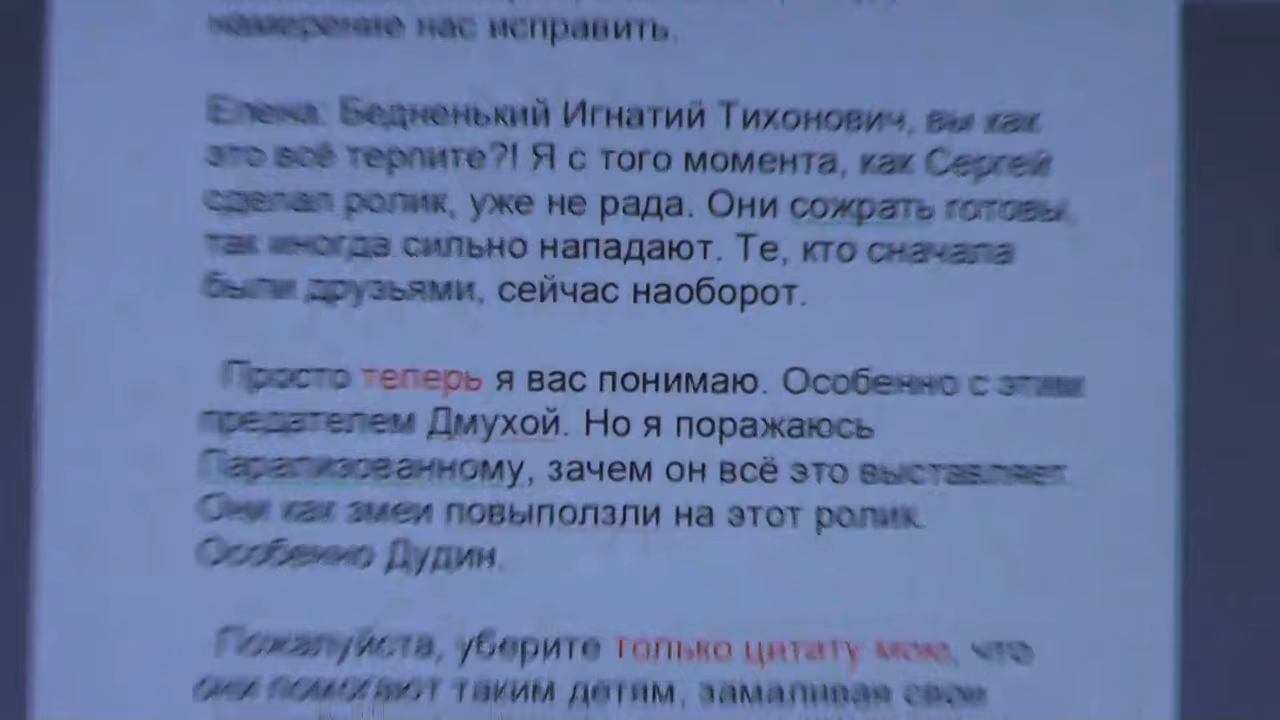 намерение нас исправить.
Елена: Бедненький Игнатий Тихонович, вы как
это всё терпите?! Я с того момента, как Сергей
сделал ролик, уже не рада. Они сожрать готовы,
так иногда сильно нападают. Те, кто сначала
были друзьями, сейчас наоборот.
Просто теперь я вас понимаю. Особенно с этим
предателем Дмухой. Но я поражаюсь
Парализованному, зачем он всё это выставляет.
Они как змеи повыползли на этот ролик.
Особенно Дудин.
Пожалуйста, уберите только цитату мою, что
они помогают таким детям, замаливая свои